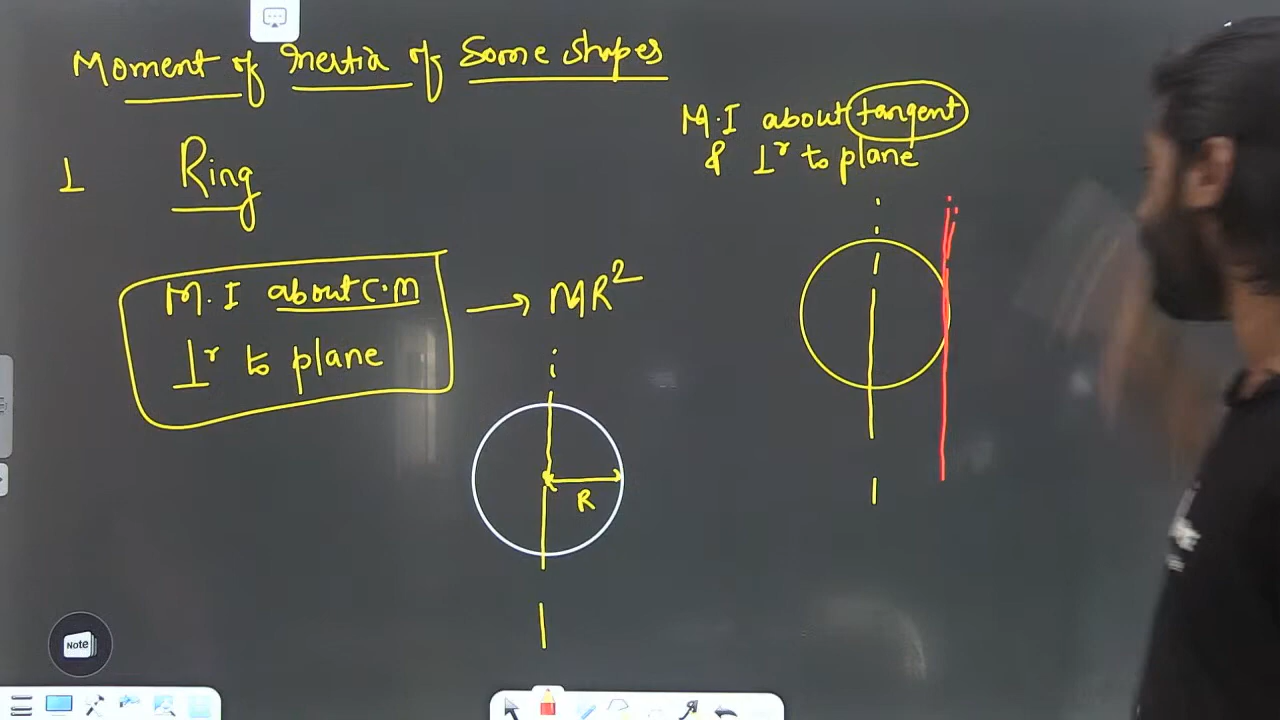 Moment of Inertia of Some shapes
M.I about tangent
& ⊥r to plane
1 Ring
M.I about C.M
⊥r to plane
→ MR²
R
Note